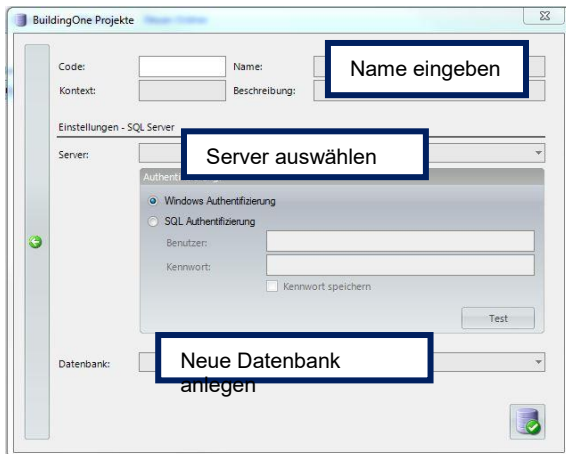 BuildingOne Projekte
Code:
Name:
Name eingeben
Kontext:
Beschreibung:
Einstellungen - SQL Server
Server:
Server auswählen
Windows Authentifizierung
SQL Authentifizierung
Benutzer:
Kennwort:
Kennwort speichern
Test
Datenbank:
Neue Datenbank
anlegen